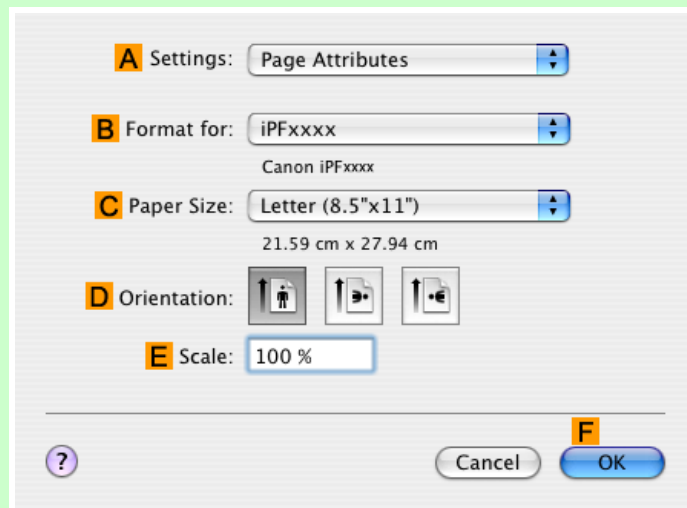 A Settings: Page Attributes
B Format for: iPFxxxx
Canon iPFxxxx
C Paper Size: Letter (8.5"x11")
21.59 cm x 27.94 cm
D Orientation:
E Scale: 100 %
F
? Cancel OK